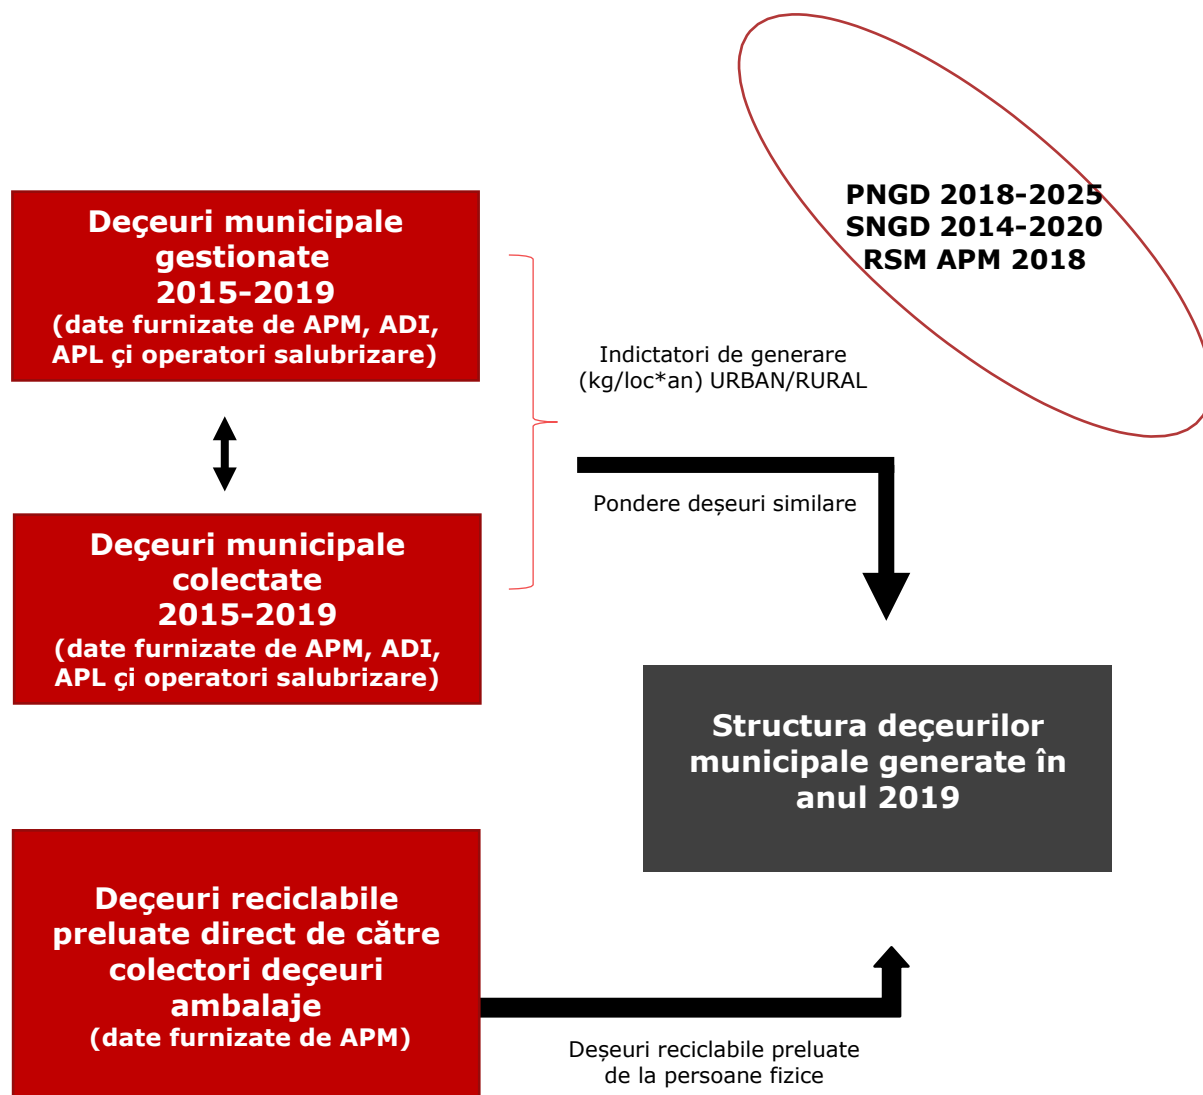 PNGD 2018-2025
SNGD 2014-2020
RSM APM 2018
Deçeuri municipale
gestionate
2015-2019
(date furnizate de APM, ADI,
APL çi operatori salubrizare)
Indictatori de generare
(kg/loc*an) URBAN/RURAL
Pondere deșeuri similare
Deçeuri municipale
colectate
2015-2019
(date furnizate de APM, ADI,
APL çi operatori salubrizare)
Structura deçeurilor
municipale generate în
anul 2019
Deçeuri reciclabile
preluate direct de către
colectori deçeuri
ambalaje
(date furnizate de APM)
Deșeuri reciclabile preluate
de la persoane fizice